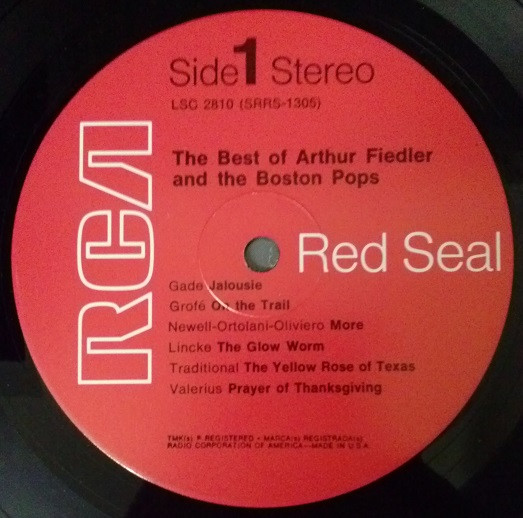 Side 1 Stereo
LSC 2810 (SRRS-1305)
The Best of Arthur Fiedler
and the Boston Pops
RCA
Red Seal
Gade Jalousie
Grofé On the Trail
Newell-Ortolani-Oliviero More
Lincke The Glow Worm
Traditional The Yellow Rose of Texas
Valerius Prayer of Thanksgiving
TMK(s) ® REGISTERED • MARCA(s) REGISTRADA(s)
RADIO CORPORATION OF AMERICA—MADE IN U.S.A.